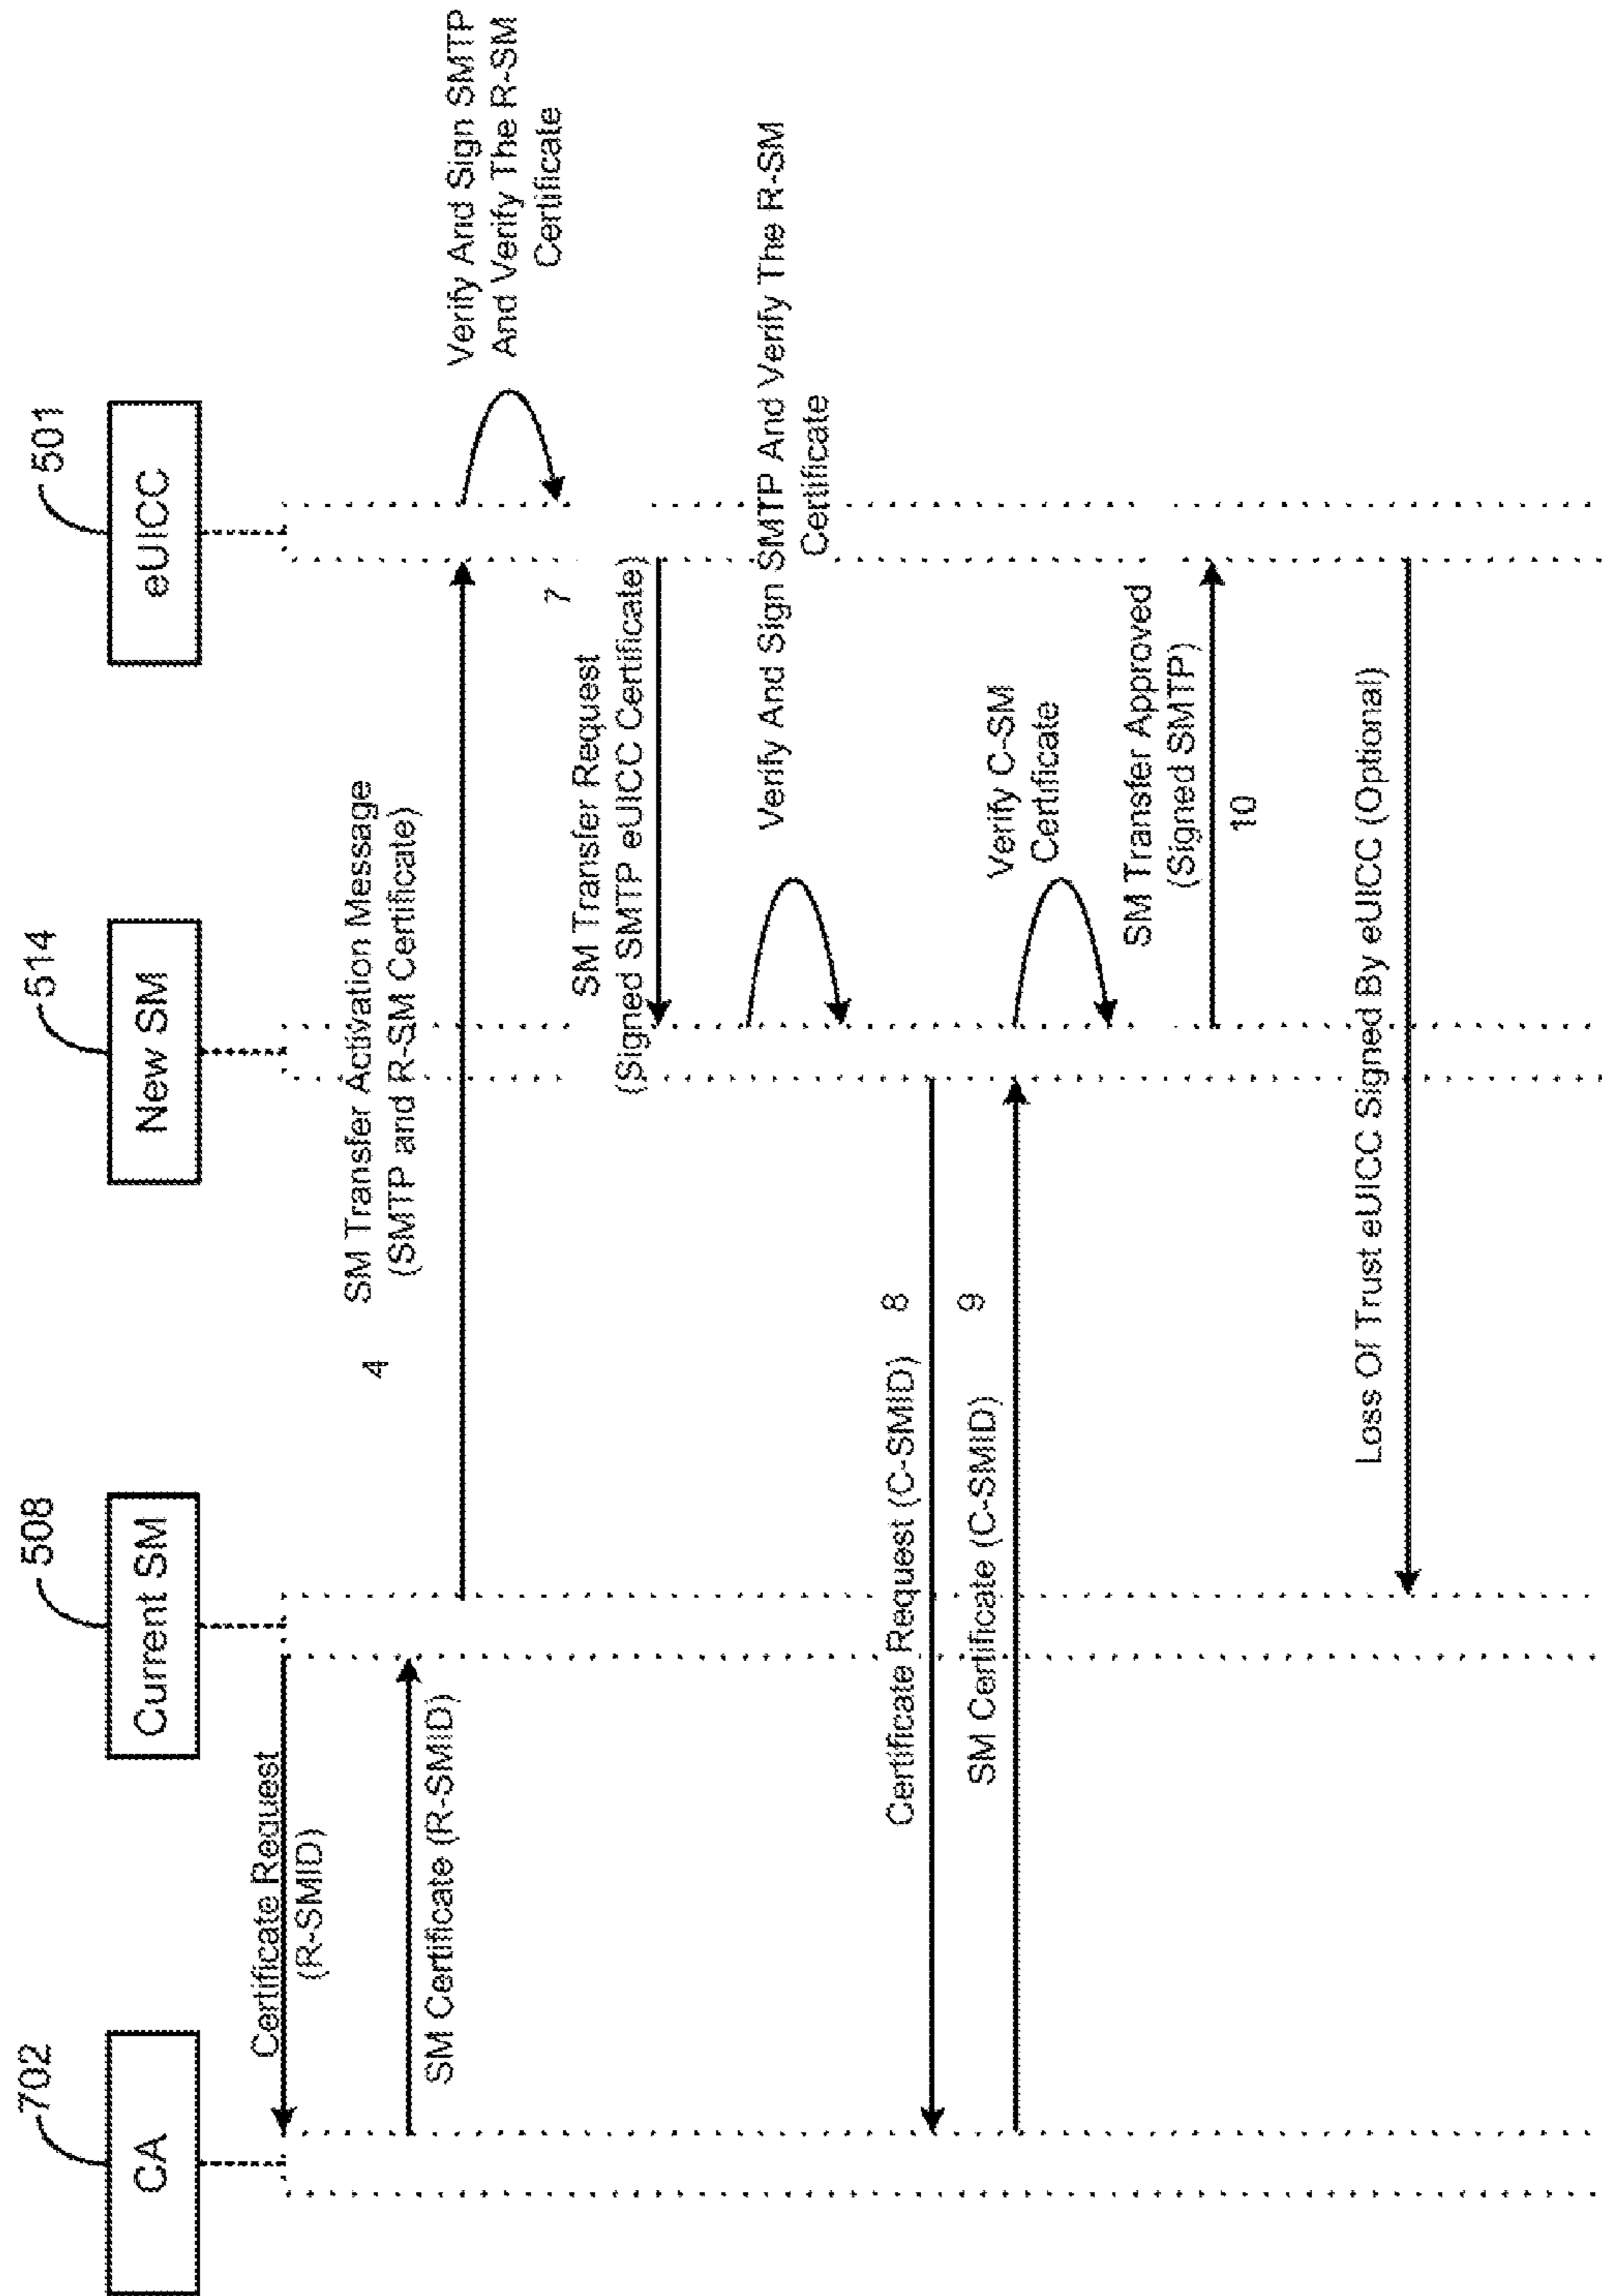 702
CA
508
Current SM
514
New SM
501
eUICC
Certificate Request
(R-SMID)
SM Certificate (R-SMID)
4
SM Transfer Activation Message
(SMTP and R-SM Certificate)
Verify And Sign SMTP
And Verify The R-SM
Certificate
7
SM Transfer Request
(Signed SMTP eUICC Certificate)
Verify And Sign SMTP And Verify The R-SM
Certificate
Certificate Request (C-SMID)
8
SM Certificate (C-SMID)
9
Verify C-SM
Certificate
SM Transfer Approved
(Signed SMTP)
10
Loss Of Trust eUICC Signed By eUICC (Optional)